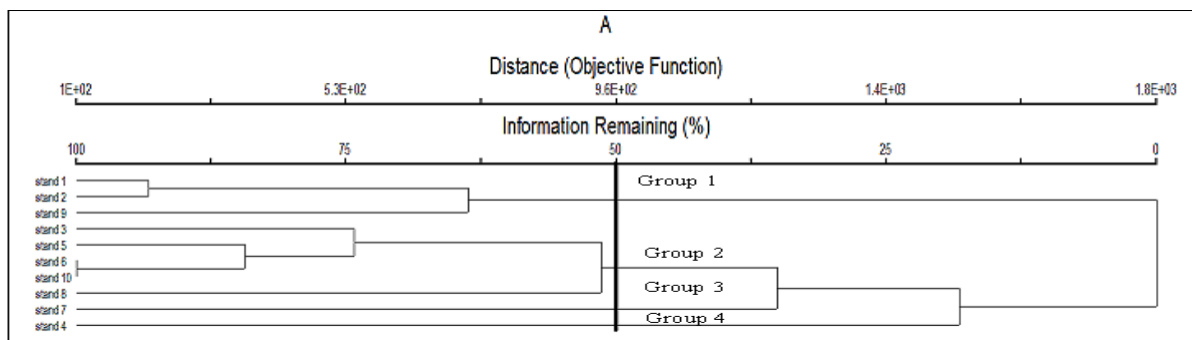 A
Distance (Objective Function)
1E+02 5.3E+02 9.6E+02 1.4E+03 1.8E+03
Information Remaining (%)
100 75 50 25 0
stand 1 Group 1
stand 2
stand 9
stand 3
stand 5 Group 2
stand 6
stand 10 Group 3
stand 8
stand 7 Group 4
stand 4